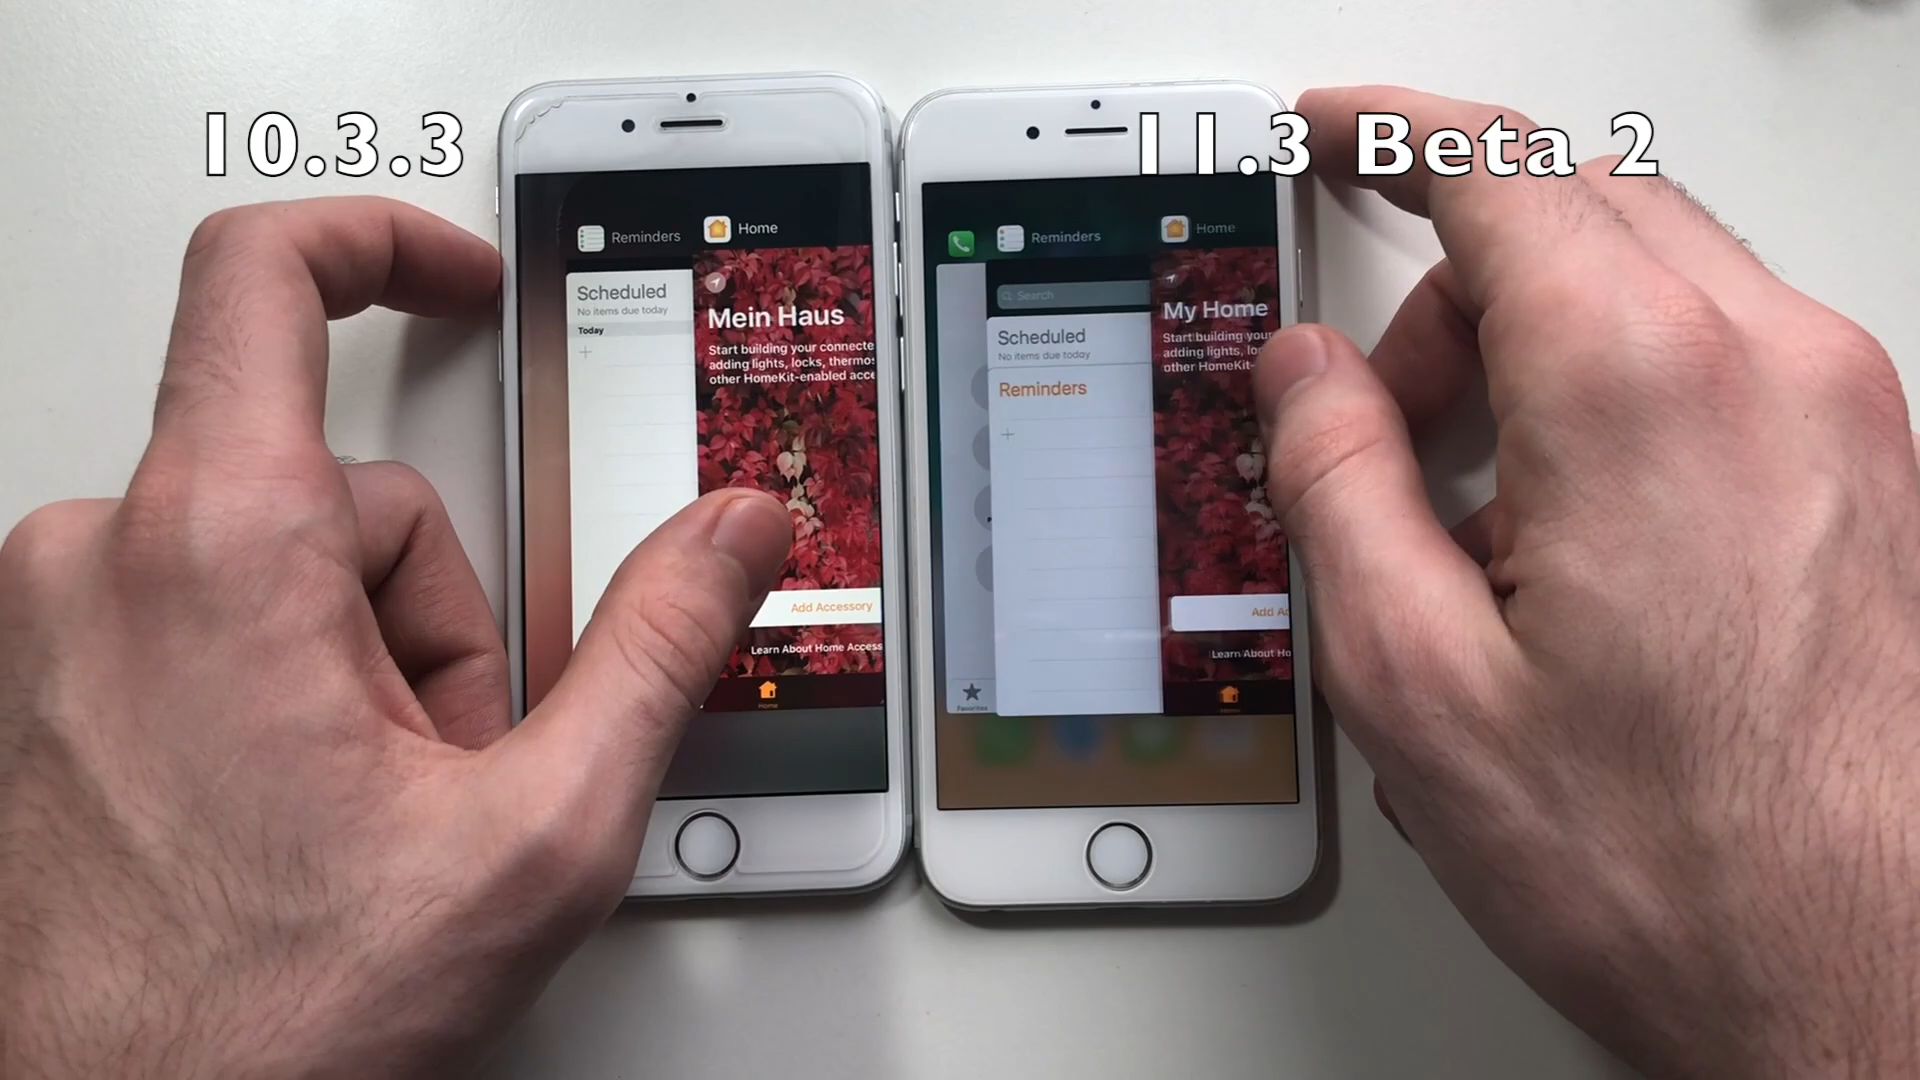 10.3.3
11.3 Beta 2
Reminders
Home
Scheduled
No items due today
Today
Mein Haus
Start building your connecte
adding lights, locks, thermos
other HomeKit-enabled acce
Add Accessory
Learn About Home Access
Home
Reminders
Home
Search
Scheduled
No items due today
Reminders
My Home
Start building your
adding lights, loc
other HomeKit-
Add Ac
Learn About Ho
Favorites